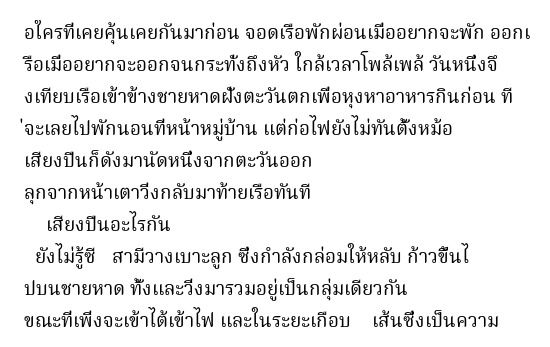 อใครที่เคยคุ้นเคยกันมาก่อน จอดเรือพักผ่อนเมื่ออยากจะพัก ออกเ
รือเมื่ออยากจะออกจนกระทั่งถึงหัว ใกล้เวลาโพล้เพล้ วันหนึ่งจึ
งเทียบเรือเข้าข้างชายหาดฝั่งตะวันตกเพื่อหุงหาอาหารกินก่อน ที
่จะเลยไปพักนอนที่หน้าหมู่บ้าน แต่ก่อไฟยังไม่ทันตั้งหม้อ
เสียงปืนก็ดังมานัดหนึ่งจากตะวันออก
ลุกจากหน้าเตาวิ่งกลับมาท้ายเรือทันที
เสียงปืนอะไรกัน
ยังไม่รู้ซี สามีวางเบาะลูก ซึ่งกำลังกล่อมให้หลับ ก้าวขึ้นไ
ปบนชายหาด ทั้งและวิ่งมารวมอยู่เป็นกลุ่มเดียวกัน
ขณะที่เพิ่งจะเข้าไต้เข้าไฟ และในระยะเกือบ เส้นซึ่งเป็นความ